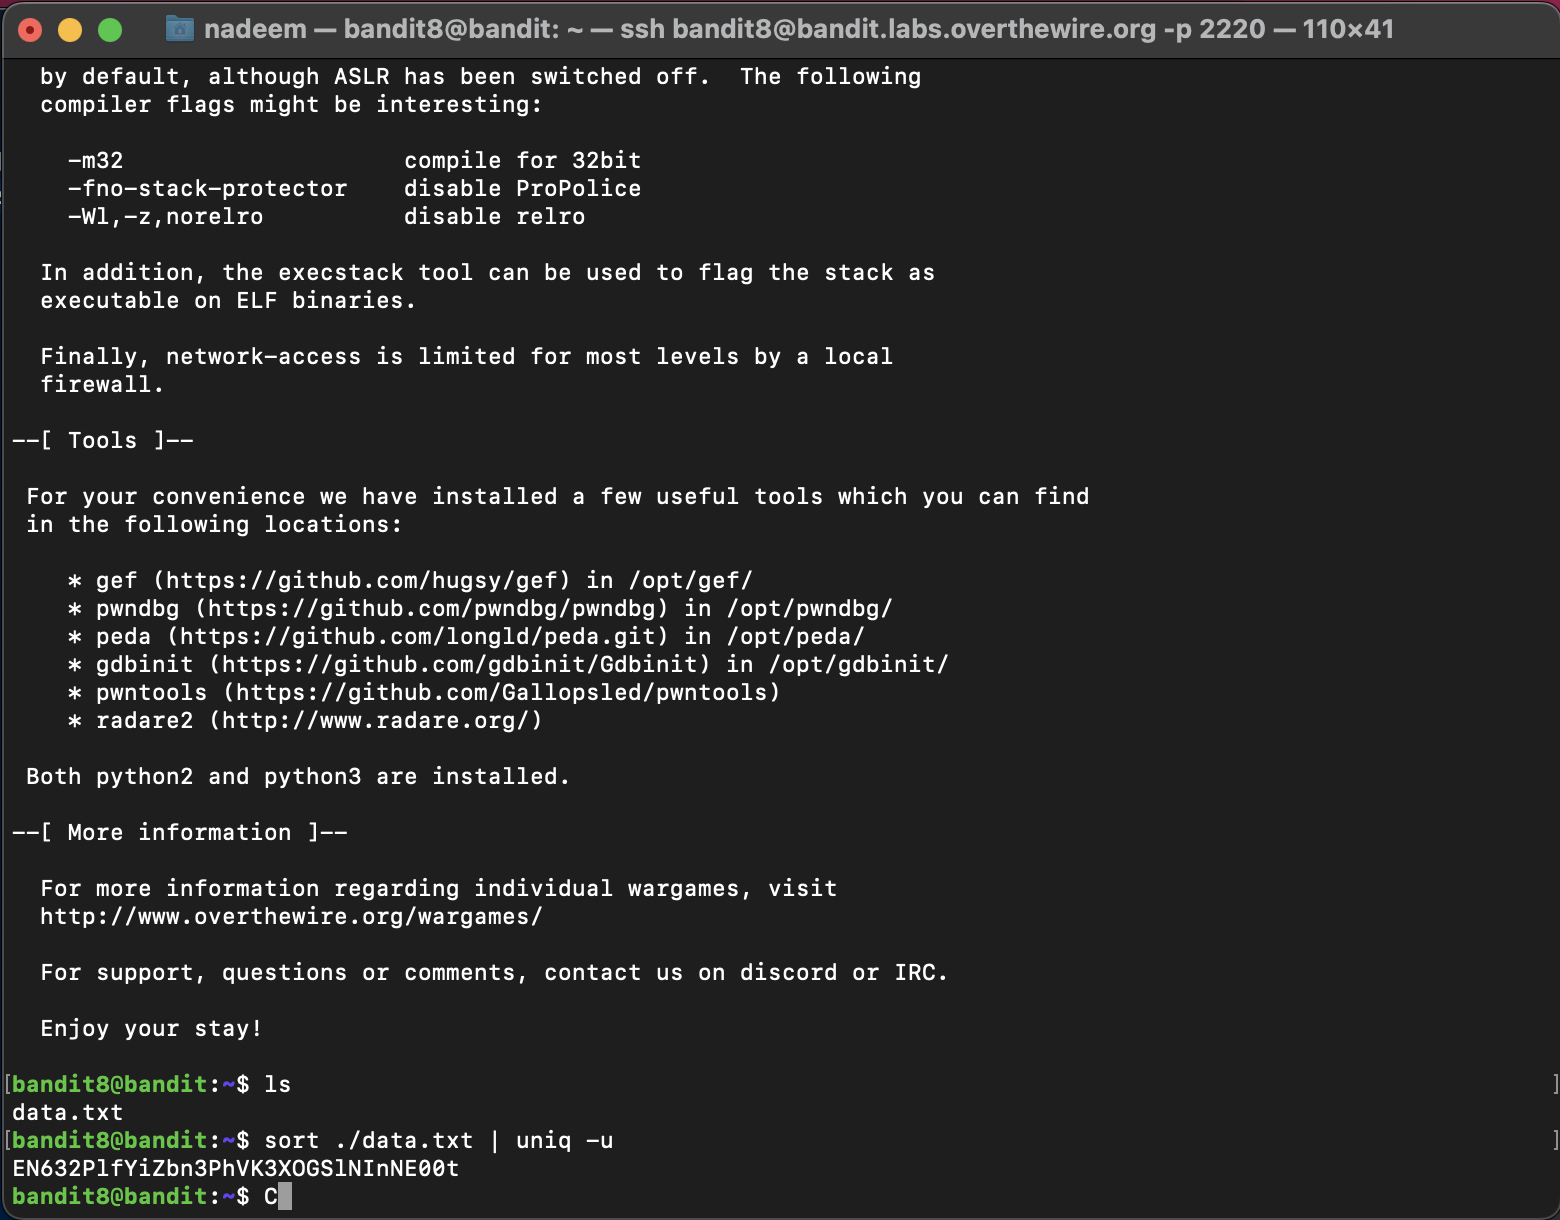 nadeem — bandit8@bandit: ~ — ssh bandit8@bandit.labs.overthewire.org -p 2220 — 110×41
by default, although ASLR has been switched off.  The following
compiler flags might be interesting:
-m32                    compile for 32bit
-fno-stack-protector    disable ProPolice
-Wl,-z,norelro          disable relro
In addition, the execstack tool can be used to flag the stack as
executable on ELF binaries.
Finally, network-access is limited for most levels by a local
firewall.
--[ Tools ]--
For your convenience we have installed a few useful tools which you can find
in the following locations:
* gef (https://github.com/hugsy/gef) in /opt/gef/
* pwndbg (https://github.com/pwndbg/pwndbg) in /opt/pwndbg/
* peda (https://github.com/longld/peda.git) in /opt/peda/
* gdbinit (https://github.com/gdbinit/Gdbinit) in /opt/gdbinit/
* pwntools (https://github.com/Gallopsled/pwntools)
* radare2 (http://www.radare.org/)
Both python2 and python3 are installed.
--[ More information ]--
For more information regarding individual wargames, visit
http://www.overthewire.org/wargames/
For support, questions or comments, contact us on discord or IRC.
Enjoy your stay!
[bandit8@bandit:~$ ls ]
data.txt
[bandit8@bandit:~$ sort ./data.txt | uniq -u ]
EN632PlfYiZbn3PhVK3XOGSlNInNE00t
bandit8@bandit:~$ C